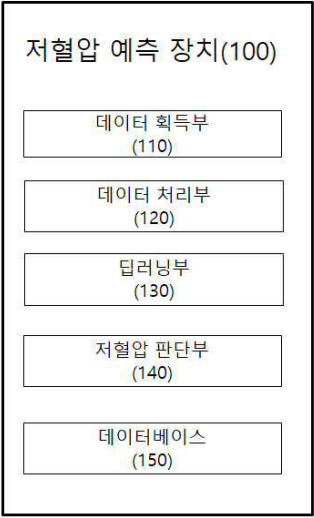 저혈압 예측 장치(100)
데이터 획득부
(110)
데이터 처리부
(120)
딥러닝부
(130)
저혈압 판단부
(140)
데이터베이스
(150)